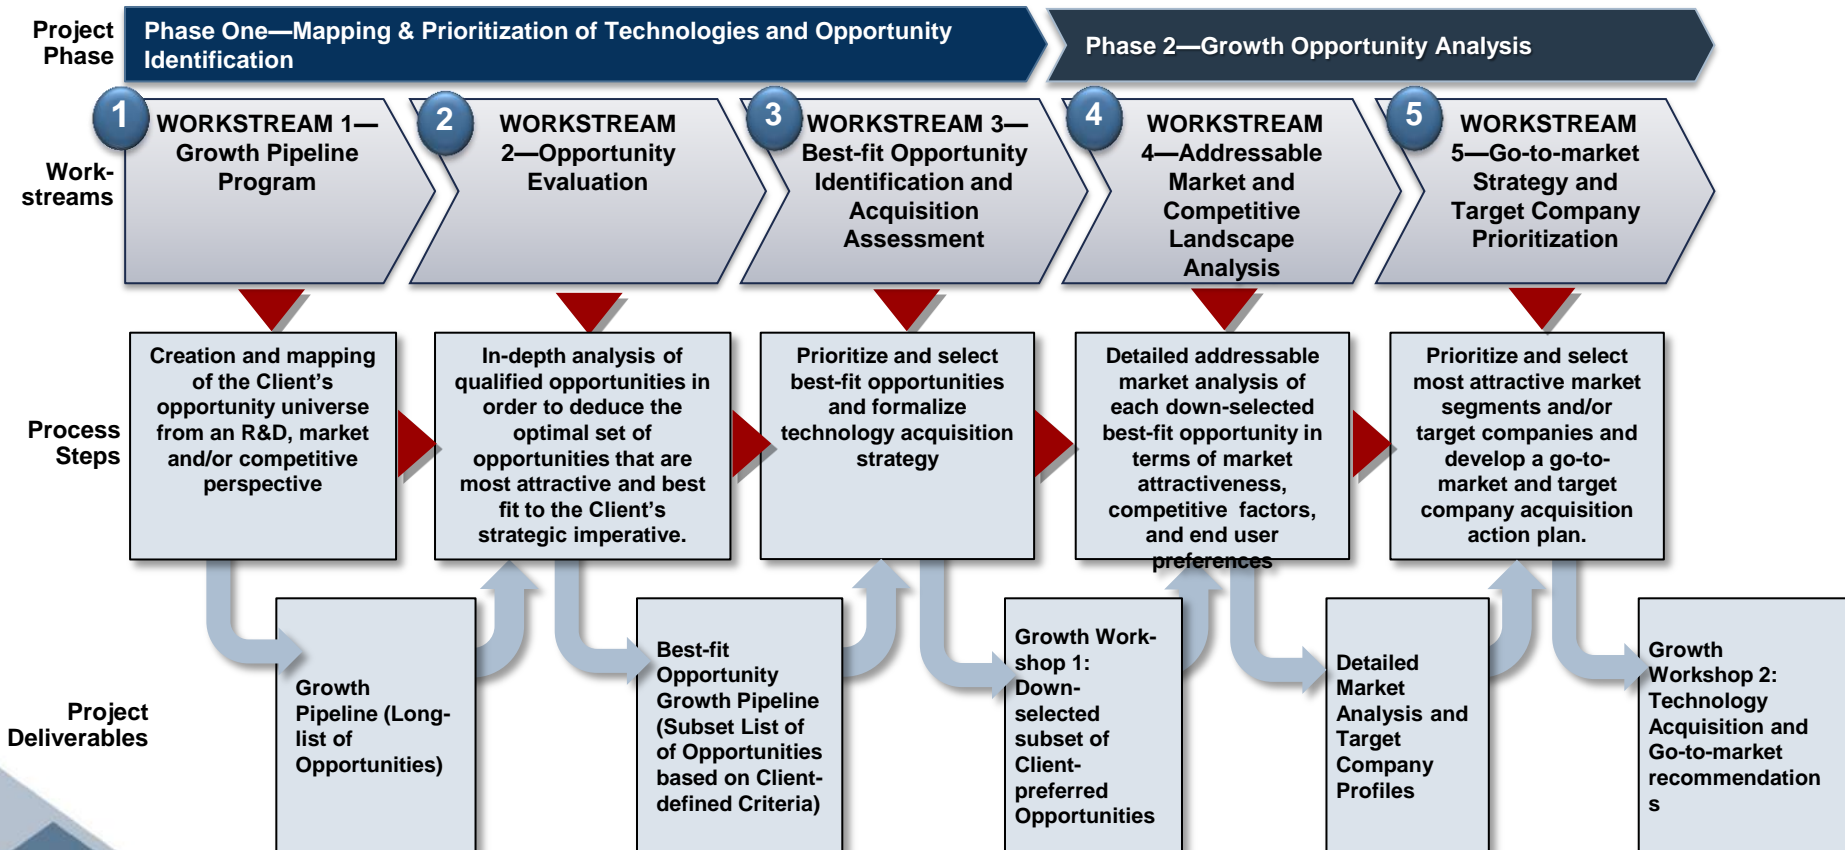 Project
Phase
Phase One—Mapping & Prioritization of Technologies and Opportunity
Identification
Phase 2—Growth Opportunity Analysis
Work-
streams
1
WORKSTREAM 1—
Growth Pipeline
Program
2
WORKSTREAM
2—Opportunity
Evaluation
3
WORKSTREAM 3—
Best-fit Opportunity
Identification and
Acquisition
Assessment
4
WORKSTREAM
4—Addressable
Market and
Competitive
Landscape
Analysis
5
WORKSTREAM
5—Go-to-market
Strategy and
Target Company
Prioritization
Process
Steps
Creation and mapping
of the Client’s
opportunity universe
from an R&D, market
and/or competitive
perspective
In-depth analysis of
qualified opportunities in
order to deduce the
optimal set of
opportunities that are
most attractive and best
fit to the Client’s
strategic imperative.
Prioritize and select
best-fit opportunities
and formalize
technology acquisition
strategy
Detailed addressable
market analysis of
each down-selected
best-fit opportunity in
terms of market
attractiveness,
competitive factors,
and end user
preferences
Prioritize and select
most attractive market
segments and/or
target companies and
develop a go-to-
market and target
company acquisition
action plan.
Project
Deliverables
Growth
Pipeline (Long-
list of
Opportunities)
Best-fit
Opportunity
Growth Pipeline
(Subset List of
of Opportunities
based on Client-
defined Criteria)
Growth Work-
shop 1:
Down-
selected
subset of
Client-
preferred
Opportunities
Detailed
Market
Analysis and
Target
Company
Profiles
Growth
Workshop 2:
Technology
Acquisition and
Go-to-market
recommendation
s